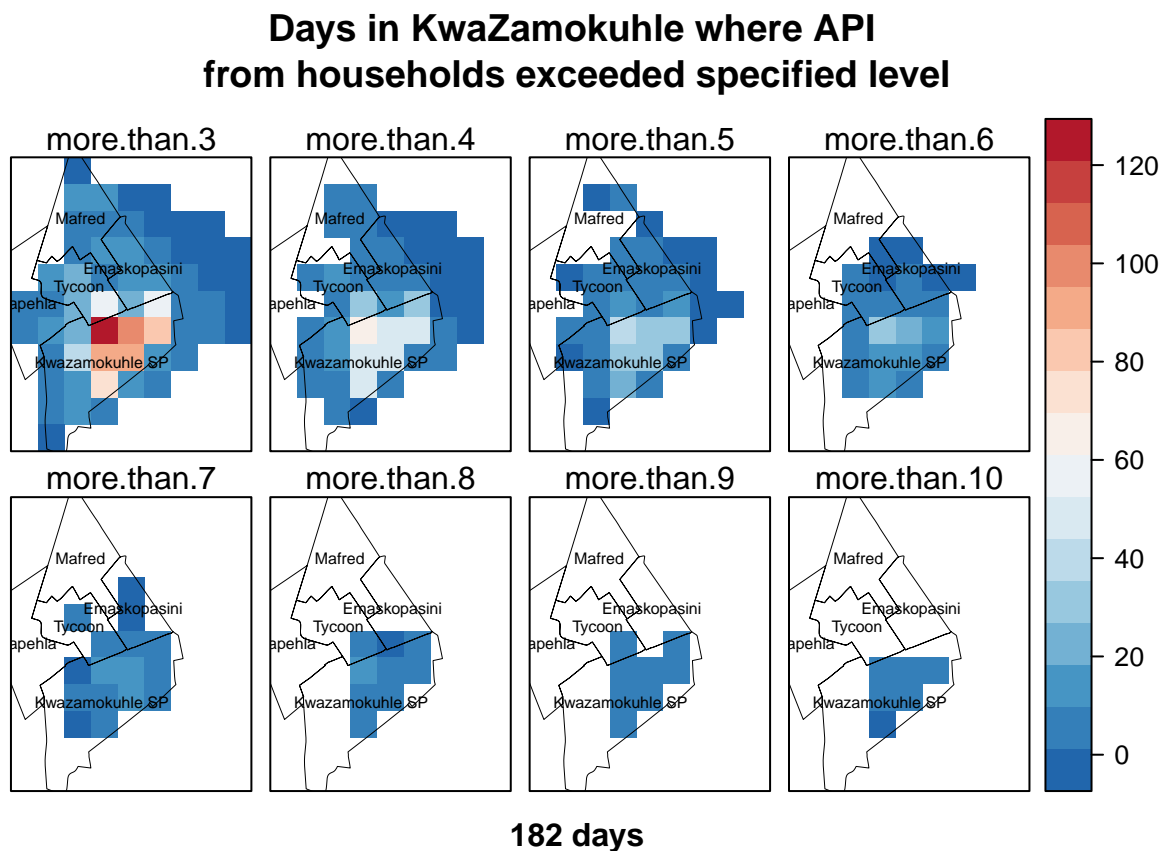 Days in KwaZamokuhle where API
from households exceeded specified level
more.than.3
more.than.4
more.than.5
more.than.6
Mafred
Emaskopasini
Tycoon
apehla
Kwazamokuhle SP
Mafred
Emaskopasini
Tycoon
apehla
Kwazamokuhle SP
Mafred
Emaskopasini
Tycoon
apehla
Kwazamokuhle SP
Mafred
Emaskopasini
Tycoon
apehla
Kwazamokuhle SP
more.than.7
more.than.8
more.than.9
more.than.10
Mafred
Emaskopasini
Tycoon
apehla
Kwazamokuhle SP
Mafred
Emaskopasini
Tycoon
apehla
Kwazamokuhle SP
Mafred
Emaskopasini
Tycoon
apehla
Kwazamokuhle SP
Mafred
Emaskopasini
Tycoon
apehla
Kwazamokuhle SP
120
100
80
60
40
20
0
182 days